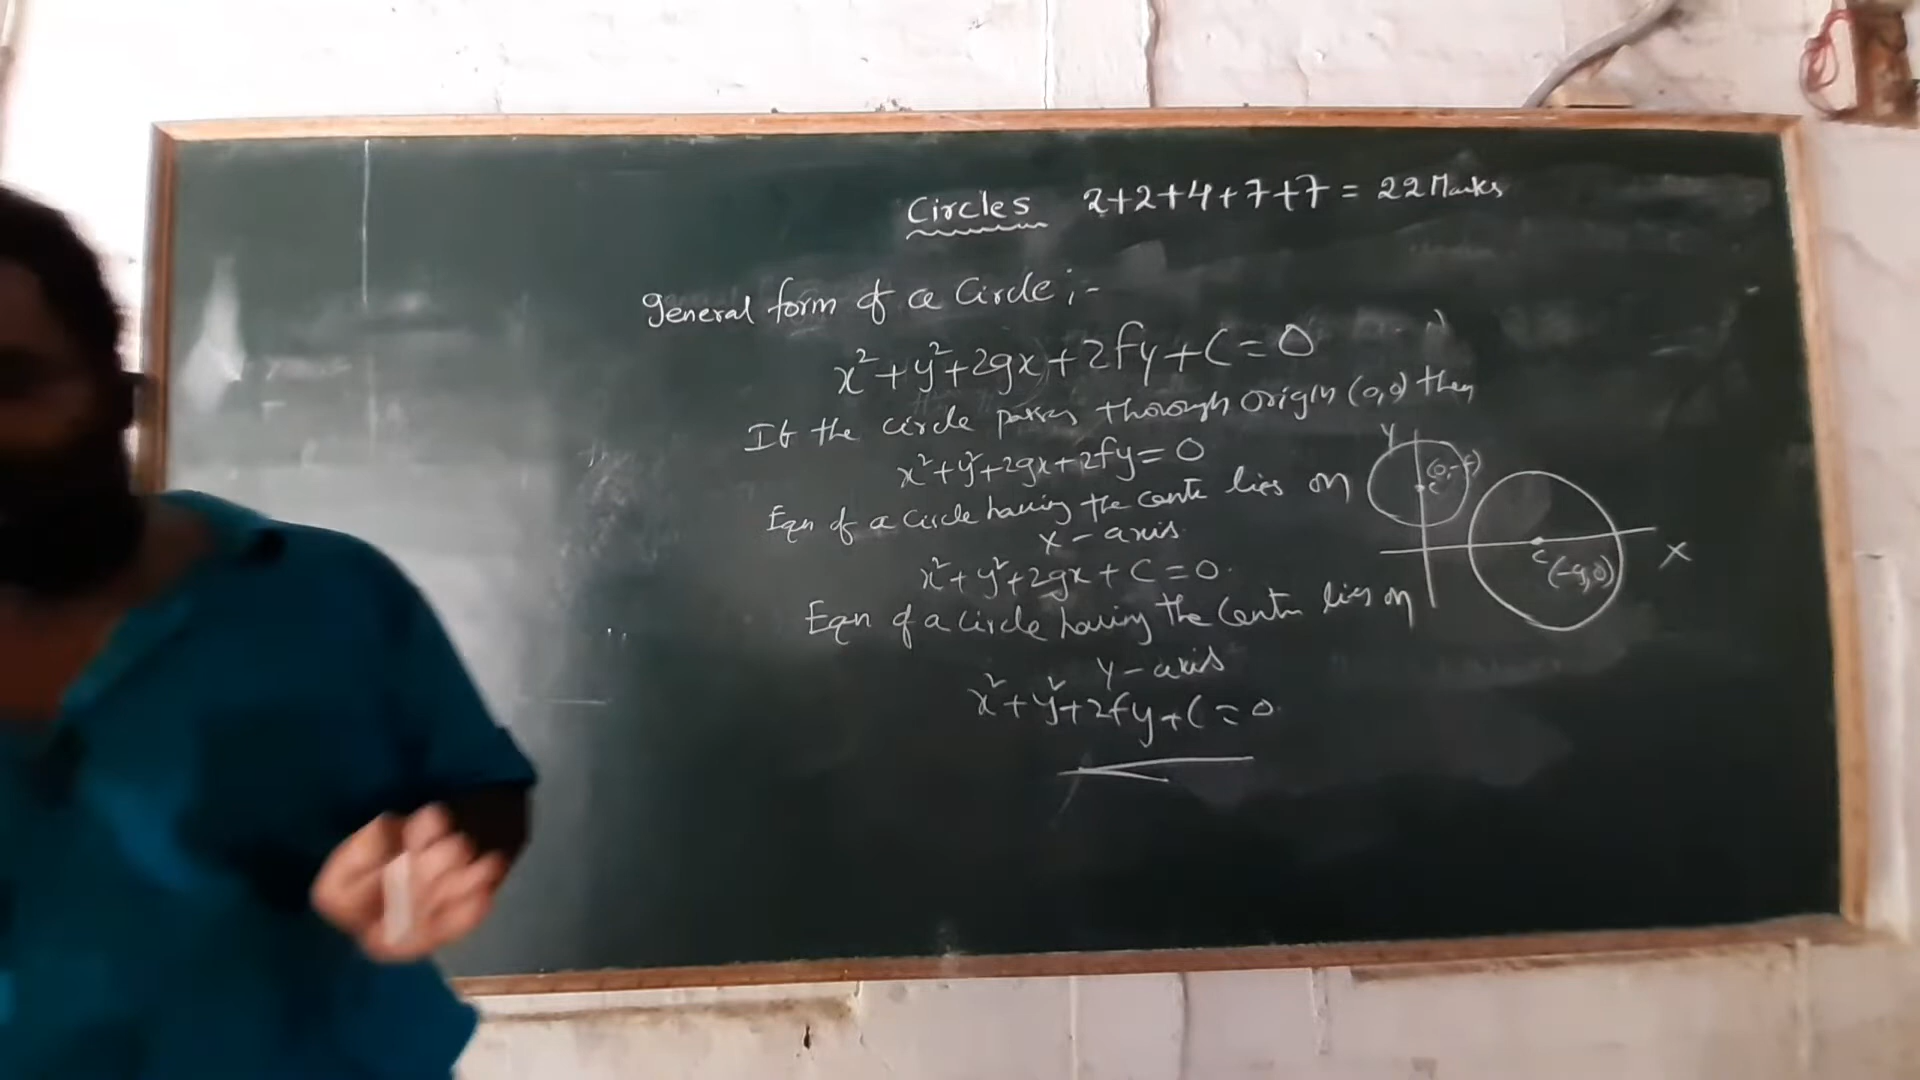 Circles 2+2+4+7+7 = 22 Marks
General form of a Circle ;-
x²+y²+2gx+2fy+C=0
If the circle passes thorough origin (0,0) then
x²+y²+2gx+2fy=0
Eqn of a Circle having the centre lies on
x-axis.
x²+y²+2gx+C=0.
Eqn of a circle having the Centre lies on
Y-axis
x²+y²+2fy+C=0.
Y
(0,-f)
C
X
C
(-g,0)